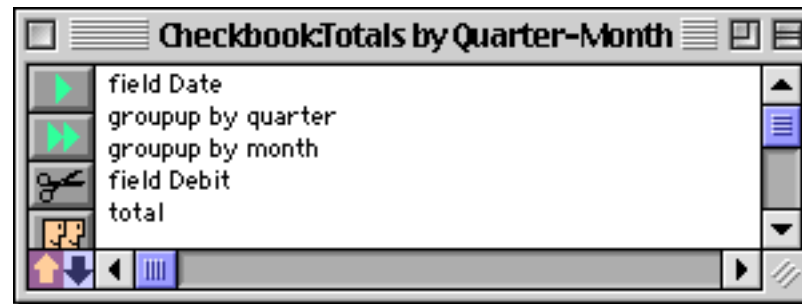 Checkbook:Totals by Quarter-Month
field Date
groupup by quarter
groupup by month
field Debit
total